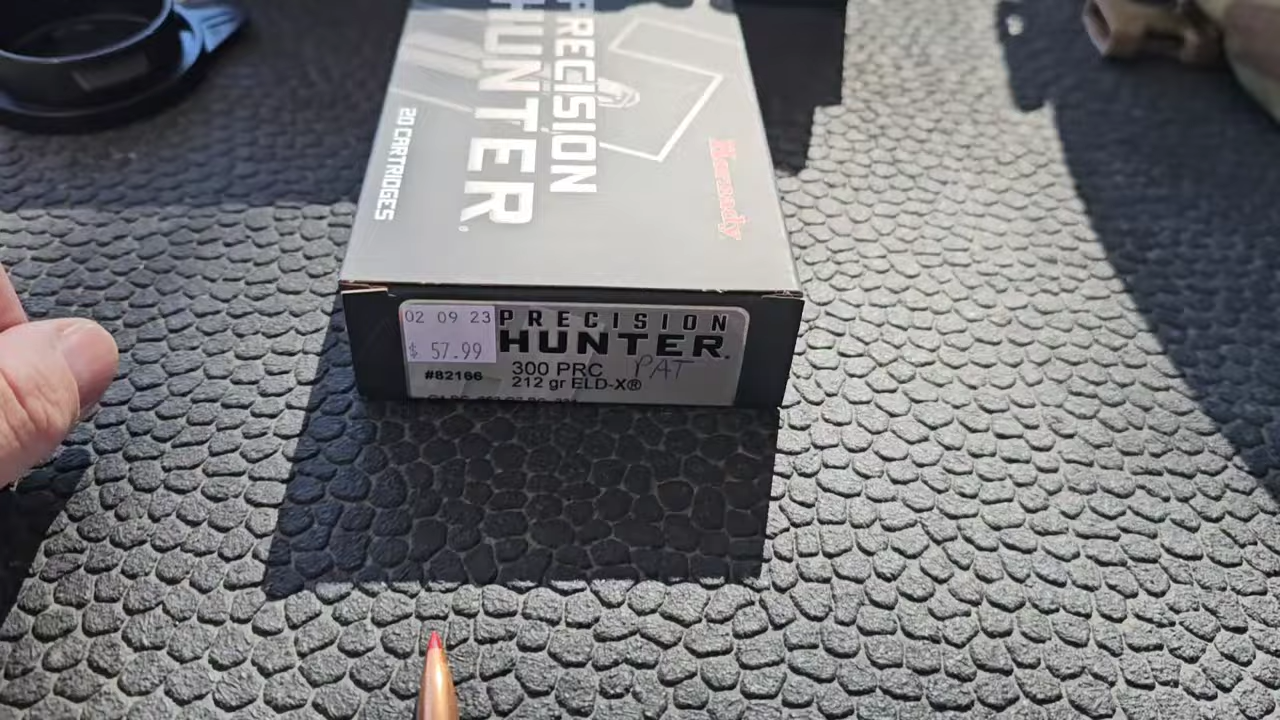 PRECISION
HUNTER
20 CARTRIDGES
Hornady
02 09 23
$ 57.99
PRECISION
HUNTER.
#82166
300 PRC
PAT
212 gr ELD-X®